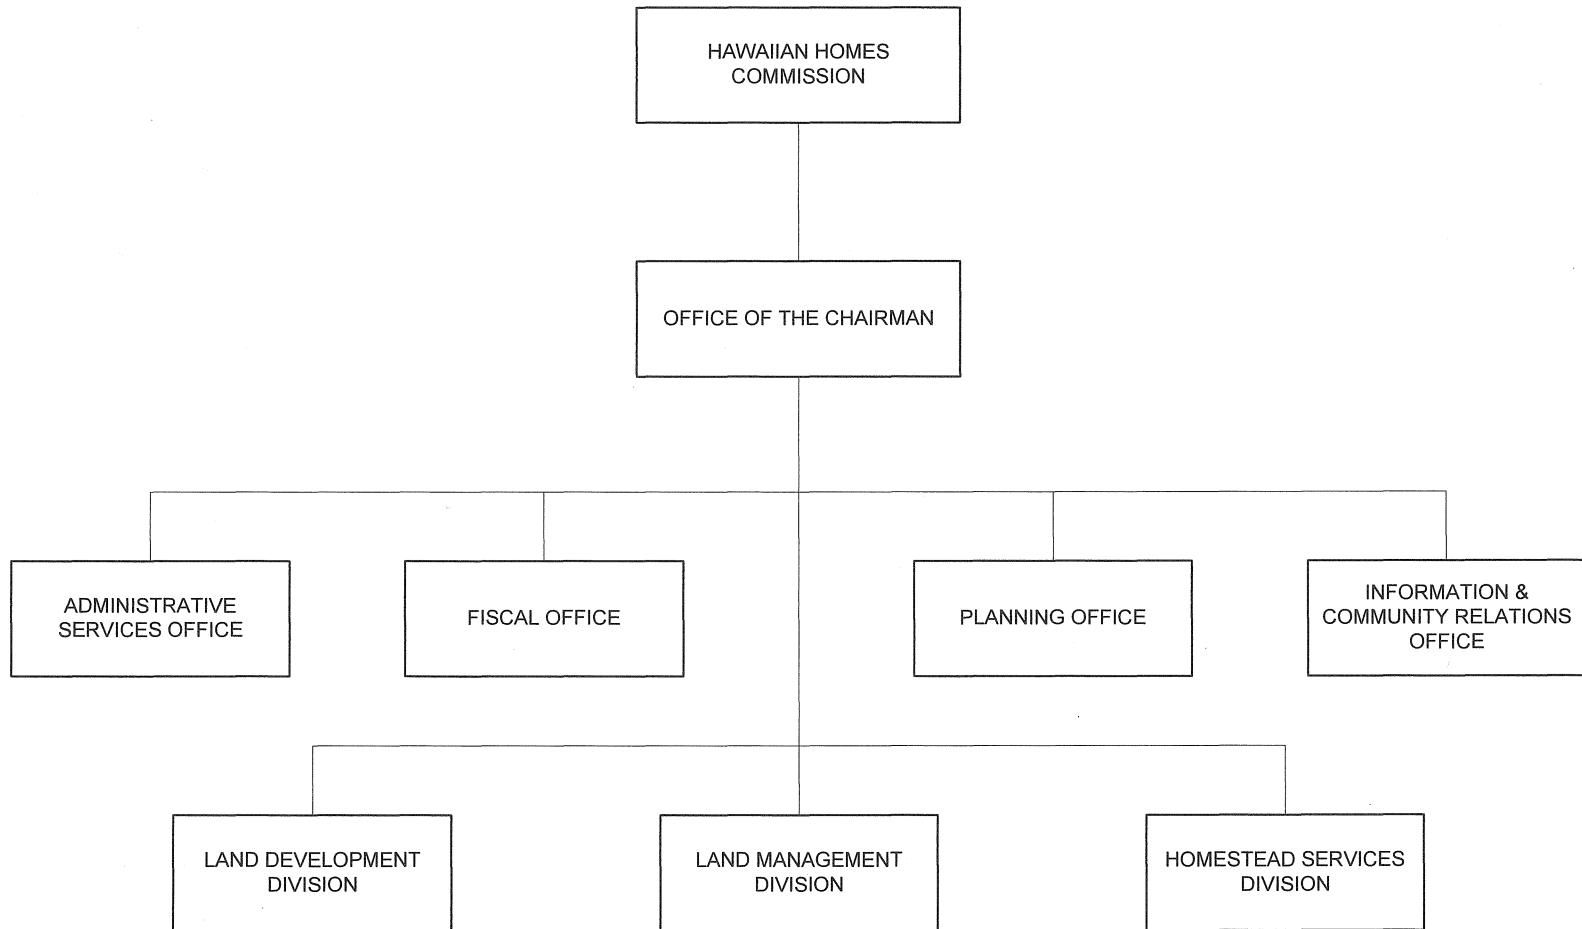 HAWAIIAN HOMES
COMMISSION
OFFICE OF THE CHAIRMAN
ADMINISTRATIVE
SERVICES OFFICE
FISCAL OFFICE
PLANNING OFFICE
INFORMATION &
COMMUNITY RELATIONS
OFFICE
LAND DEVELOPMENT
DIVISION
LAND MANAGEMENT
DIVISION
HOMESTEAD SERVICES
DIVISION